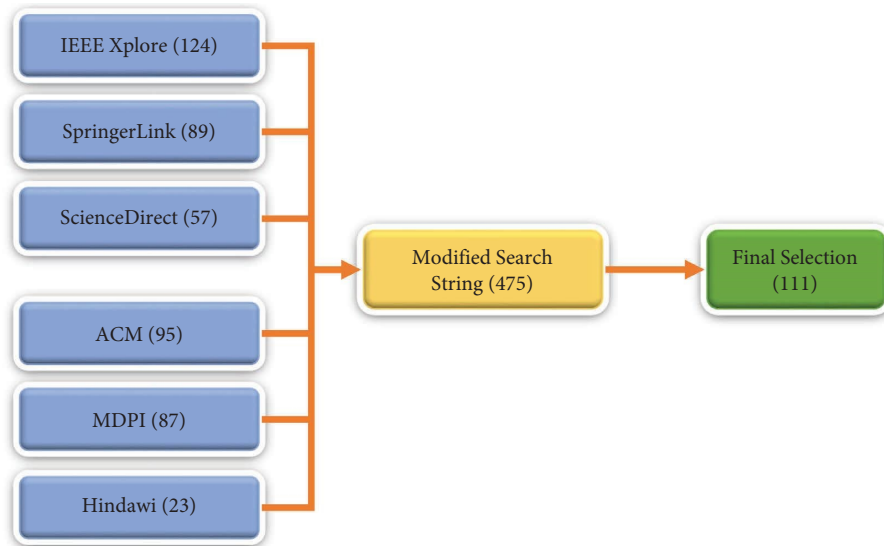 IEEE Xplore (124)
SpringerLink (89)
ScienceDirect (57)
ACM (95)
MDPI (87)
Hindawi (23)
Modified Search
String (475)
Final Selection
(111)